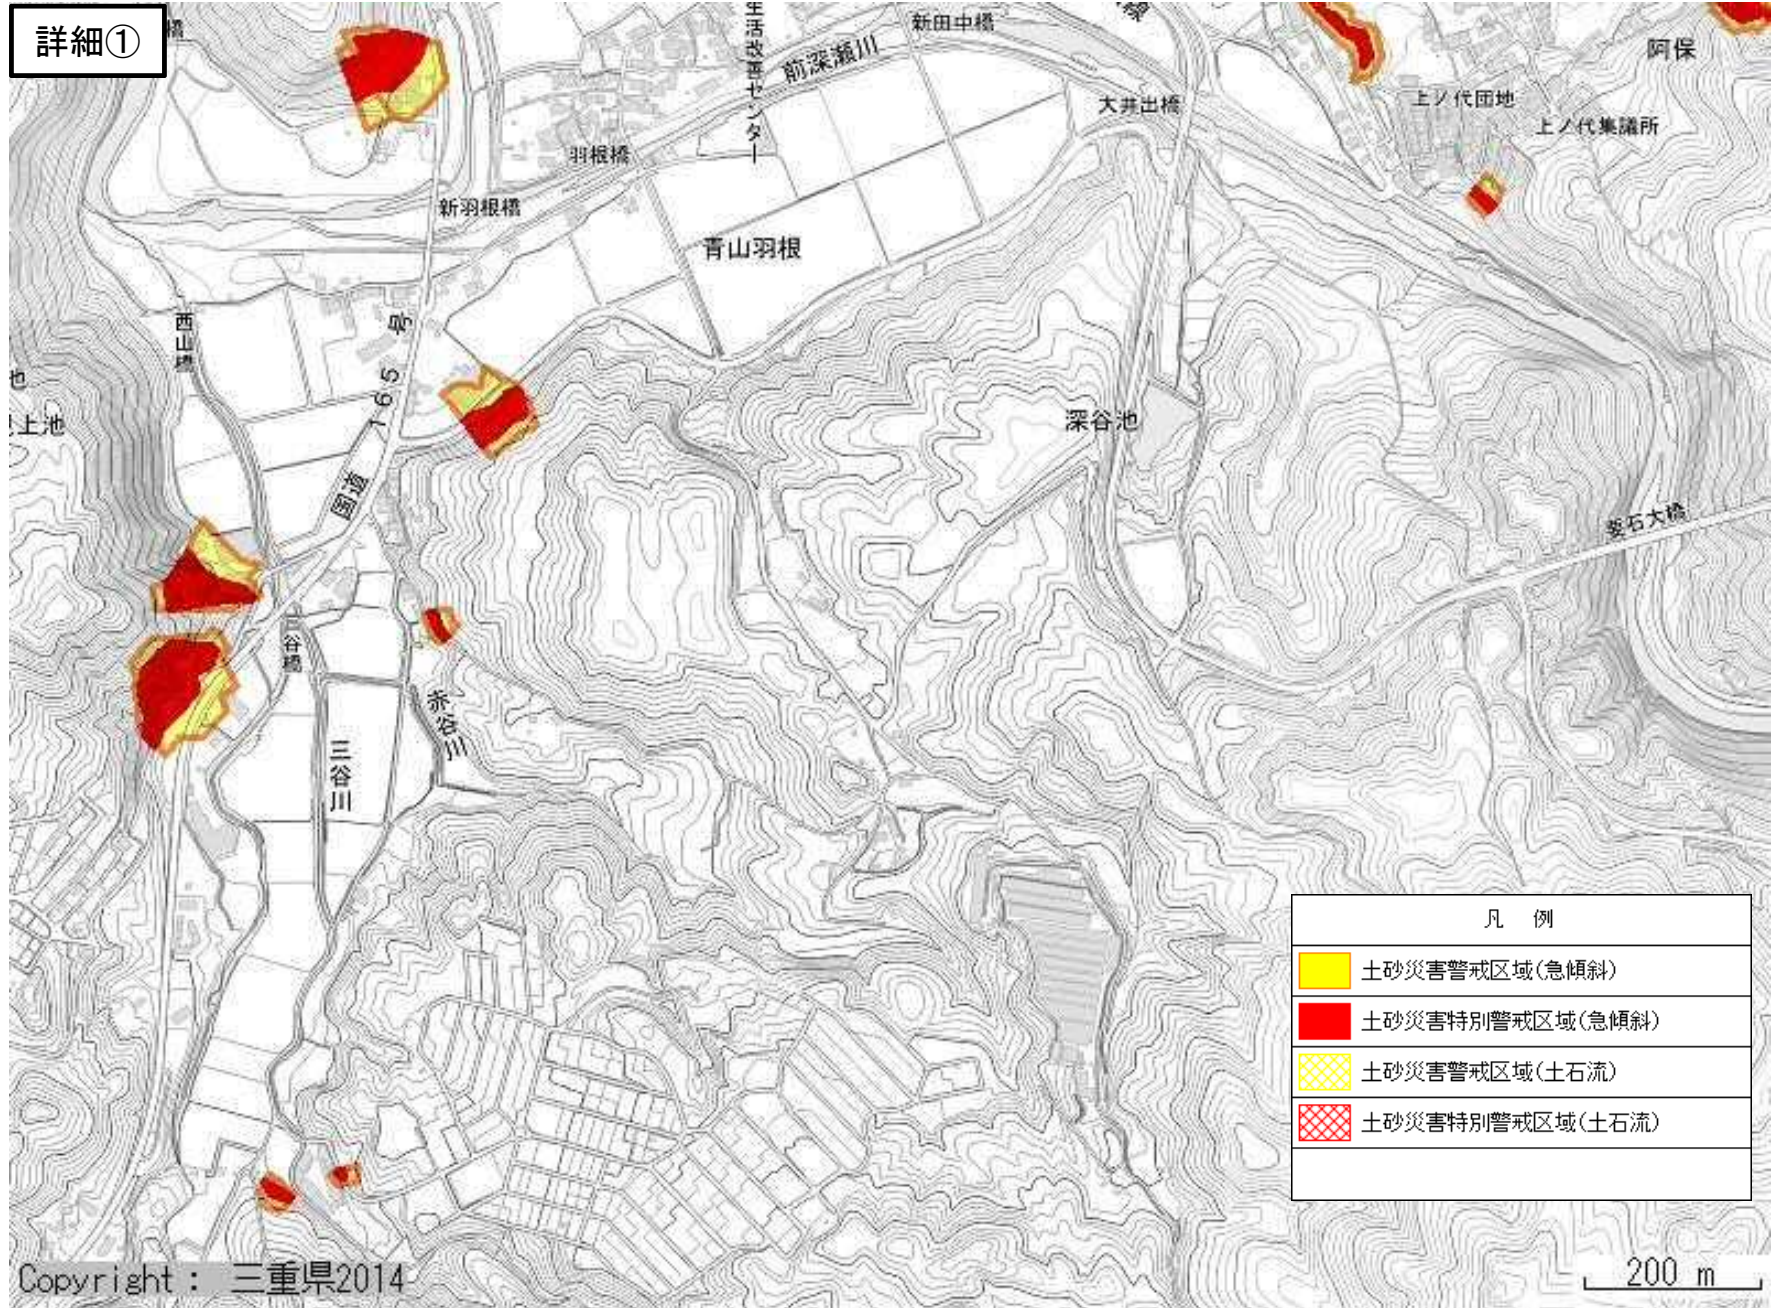 詳細①
橋
生活改善センター
新田中橋
前深瀬川
線
阿保
大井出橋
上ノ代団地
上ノ代集議所
羽根橋
新羽根橋
青山羽根
西山橋
国道165号
池
上池
深谷池
妾石大橋
谷橋
赤谷川
三谷川
凡 例
土砂災害警戒区域(急傾斜)
土砂災害特別警戒区域(急傾斜)
土砂災害警戒区域(土石流)
土砂災害特別警戒区域(土石流)
Copyright： 三重県2014
200 m